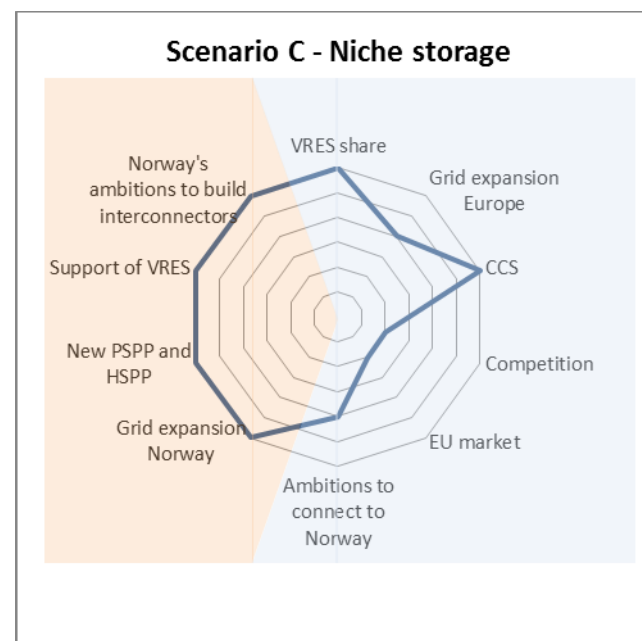 Scenario C - Niche storage
VRES share
Norway's
ambitions to build
interconnectors
Grid expansion
Europe
Support of VRES
CCS
New PSPP and
HSPP
Competition
Grid expansion
Norway
EU market
Ambitions to
connect to
Norway